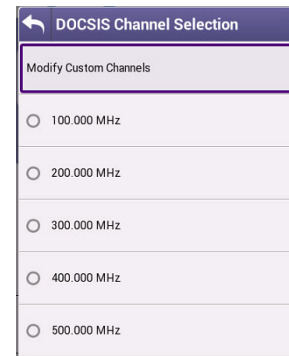 DOCSIS Channel Selection
Modify Custom Channels
100.000 MHz
200.000 MHz
300.000 MHz
400.000 MHz
500.000 MHz